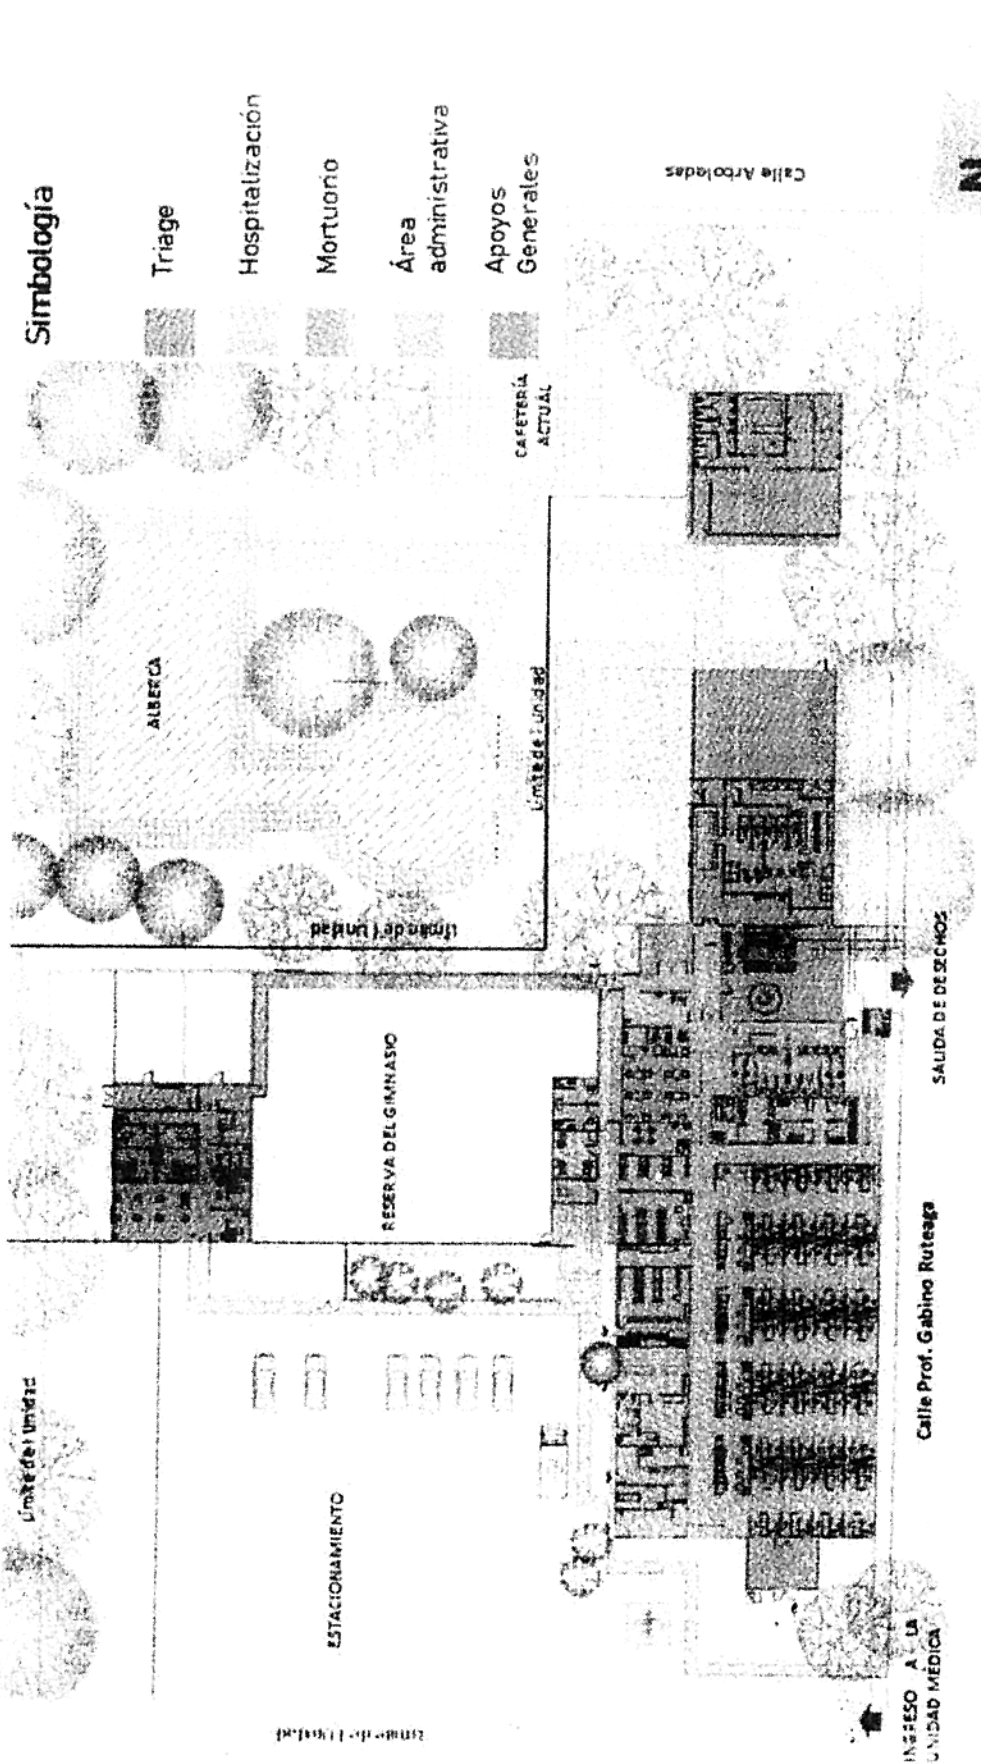 Simbología
Triage
Hospitalización
Mortuorio
Área
administrativa
Apoyos
Generales
Calle Arboladas
CAFETERÍA
ACTUAL
ALBERCA
Límite de l Unidad
Límite de l Unidad
RESERVA DEL GIMNASIO
Límite de l Unidad
ESTACIONAMIENTO
Límite de l Unidad
SALIDA DE DESECHOS
Calle Prof. Gabino Ruteaga
INGRESO A LA
UNIDAD MÉDICA
N